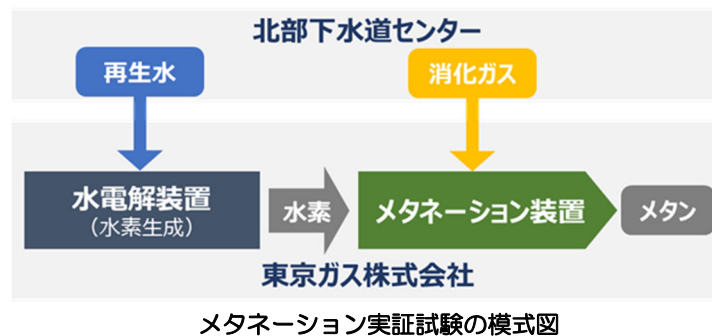 北部下水道センター
再生水
消化ガス
水電解装置
(水素生成)
水素
メタネーション装置
メタン
東京ガス株式会社
メタネーション実証試験の模式図